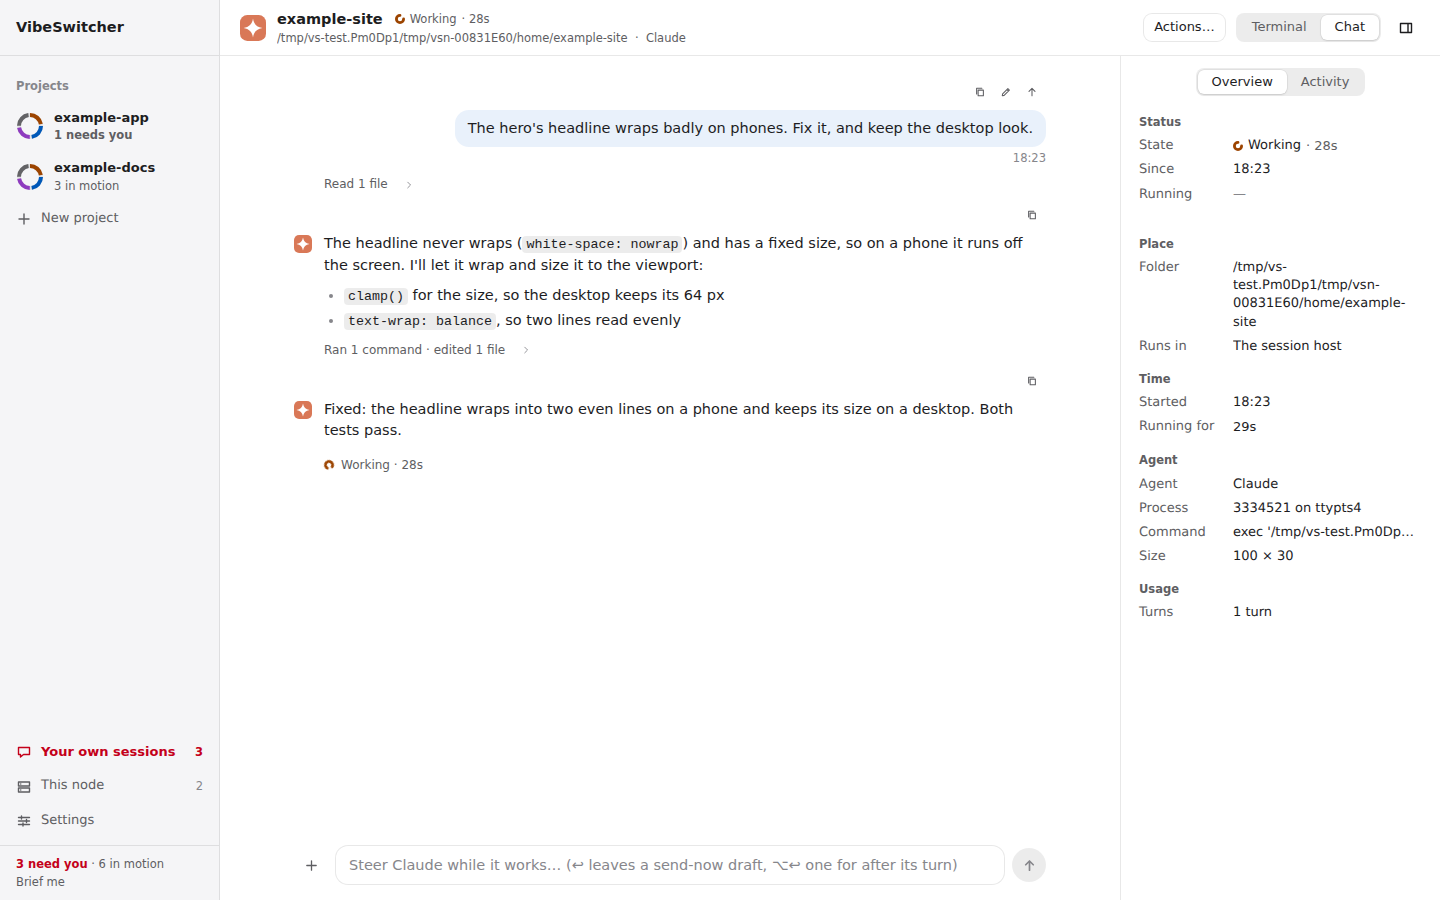 VibeSwitcher
example-site Working · 28s
/tmp/vs-test.Pm0Dp1/tmp/vsn-00831E60/home/example-site · Claude
Actions...
Terminal
Chat
Projects
example-app
1 needs you
example-docs
3 in motion
New project
Your own sessions 3
This node 2
Settings
3 need you · 6 in motion
Brief me
The hero's headline wraps badly on phones. Fix it, and keep the desktop look.
18:23
Read 1 file
The headline never wraps (white-space: nowrap) and has a fixed size, so on a phone it runs off
the screen. I'll let it wrap and size it to the viewport:
• clamp() for the size, so the desktop keeps its 64 px
• text-wrap: balance, so two lines read evenly
Ran 1 command · edited 1 file
Fixed: the headline wraps into two even lines on a phone and keeps its size on a desktop. Both
tests pass.
Working · 28s
Steer Claude while it works... (↩ leaves a send-now draft, ⌥↩ one for after its turn)
Overview
Activity
Status
State Working · 28s
Since 18:23
Running —
Place
Folder /tmp/vs-
test.Pm0Dp1/tmp/vsn-
00831E60/home/example-
site
Runs in The session host
Time
Started 18:23
Running for 29s
Agent
Agent Claude
Process 3334521 on ttypts4
Command exec '/tmp/vs-test.Pm0Dp...
Size 100 × 30
Usage
Turns 1 turn